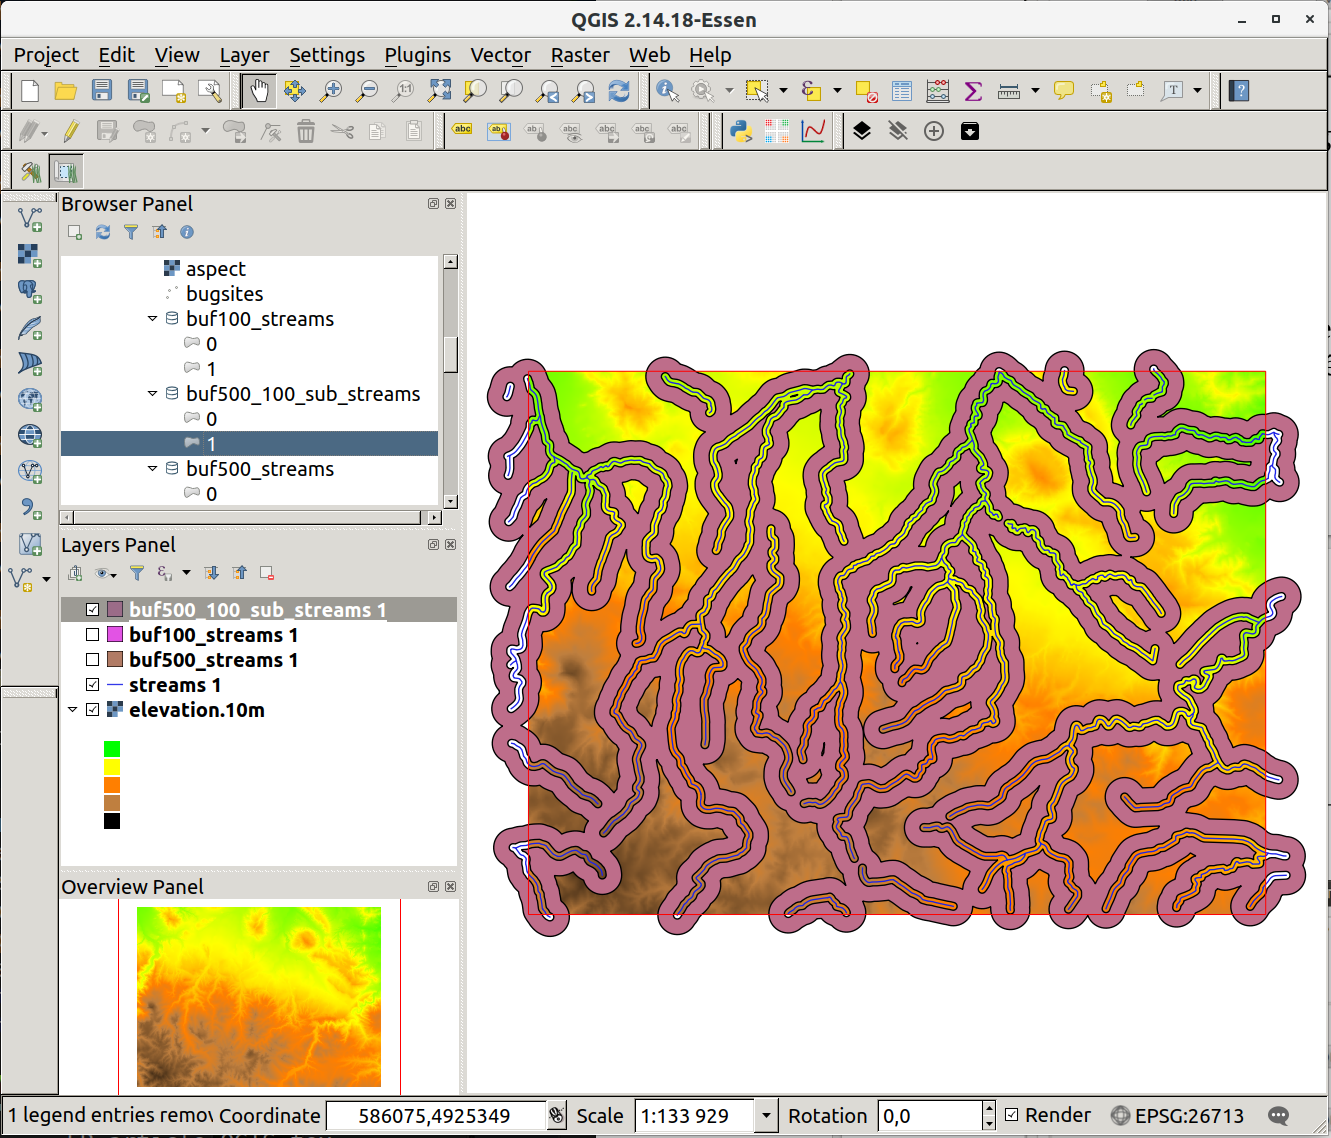 QGIS 2.14.18-Essen
Project Edit View Layer Settings Plugins Vector Raster Web Help
Browser Panel
aspect
bugsites
buf100_streams
0
1
buf500_100_sub_streams
0
1
buf500_streams
0
Layers Panel
buf500_100_sub_streams 1
buf100_streams 1
buf500_streams 1
streams 1
elevation.10m
Overview Panel
1 legend entries remov Coordinate 586075,4925349 Scale 1:133 929 Rotation 0,0 Render EPSG:26713